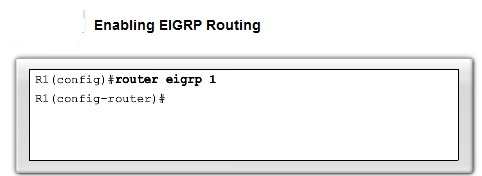 Enabling EIGRP Routing
R1(config)#router eigrp 1
R1(config-router)#